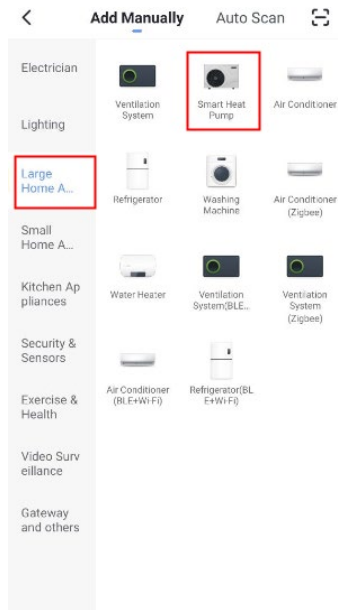 Add Manually Auto Scan
Electrician
Lighting
Large
Home A...
Small
Home A...
Kitchen Ap
pliances
Security &
Sensors
Exercise &
Health
Video Surv
eillance
Gateway
and others
Ventilation
System
Smart Heat
Pump
Air Conditioner
Refrigerator
Washing
Machine
Air Conditioner
(Zigbee)
Water Heater
Ventilation
System(BLE...
Ventilation
System
(Zigbee)
Air Conditioner
(BLE+Wi-Fi)
Refrigerator(BL
E+Wi-Fi)